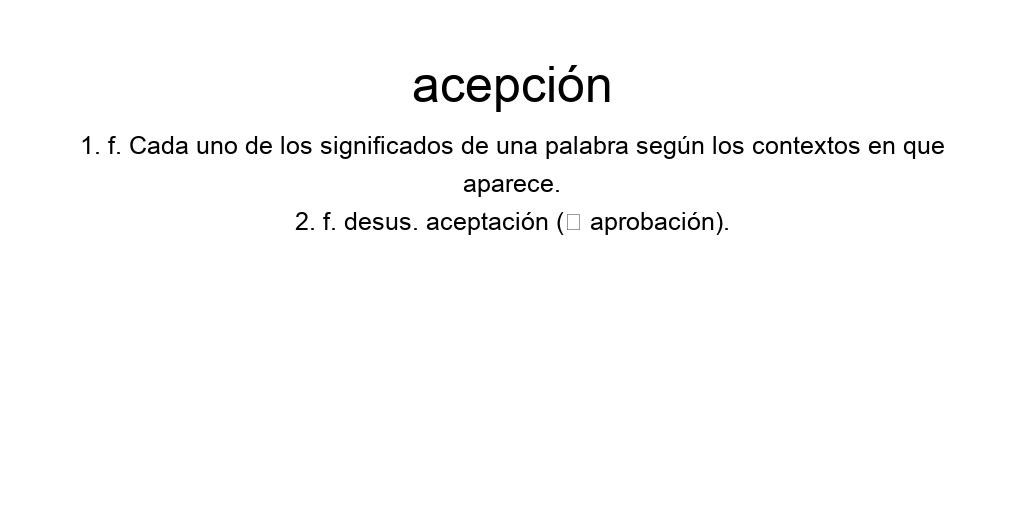 acepción
1. f. Cada uno de los significados de una palabra según los contextos en que
aparece.
2. f. desus. aceptación (□ aprobación).